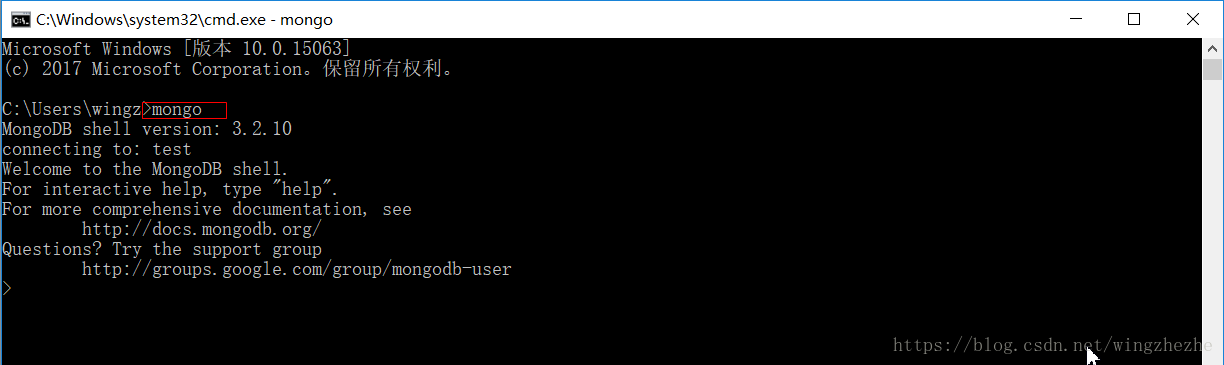 C:\Windows\system32\cmd.exe - mongo
Microsoft Windows [版本 10.0.15063]
(c) 2017 Microsoft Corporation。保留所有权利。
C:\Users\wingz>mongo
MongoDB shell version: 3.2.10
connecting to: test
Welcome to the MongoDB shell.
For interactive help, type "help".
For more comprehensive documentation, see
http://docs.mongodb.org/
Questions? Try the support group
http://groups.google.com/group/mongodb-user
>
https://blog.csdn.net/wingzhezhe